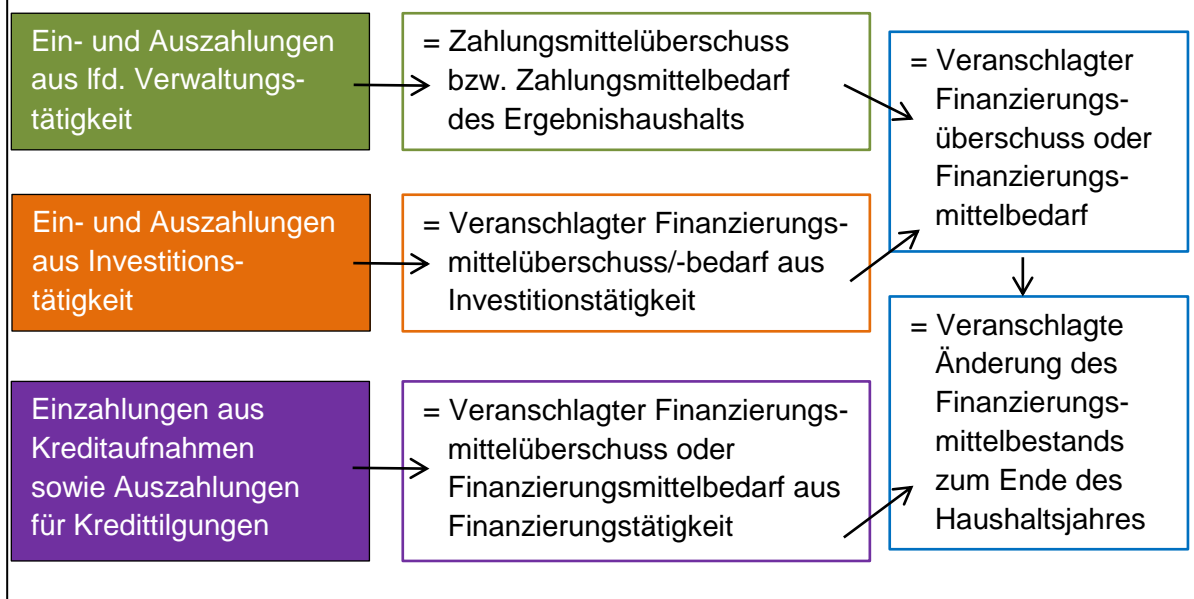 Ein- und Auszahlungen
aus lfd. Verwaltungs-
tätigkeit
= Zahlungsmittelüberschuss
bzw. Zahlungsmittelbedarf
des Ergebnishaushalts
= Veranschlagter
Finanzierungs-
überschuss oder
Finanzierungs-
mittelbedarf
Ein- und Auszahlungen
aus Investitions-
tätigkeit
= Veranschlagter Finanzierungs-
mittelüberschuss/-bedarf aus
Investitionstätigkeit
= Veranschlagte
Änderung des
Finanzierungs-
mittelbestands
zum Ende des
Haushaltsjahres
Einzahlungen aus
Kreditaufnahmen
sowie Auszahlungen
für Kredittilgungen
= Veranschlagter Finanzierungs-
mittelüberschuss oder
Finanzierungsmittelbedarf aus
Finanzierungstätigkeit